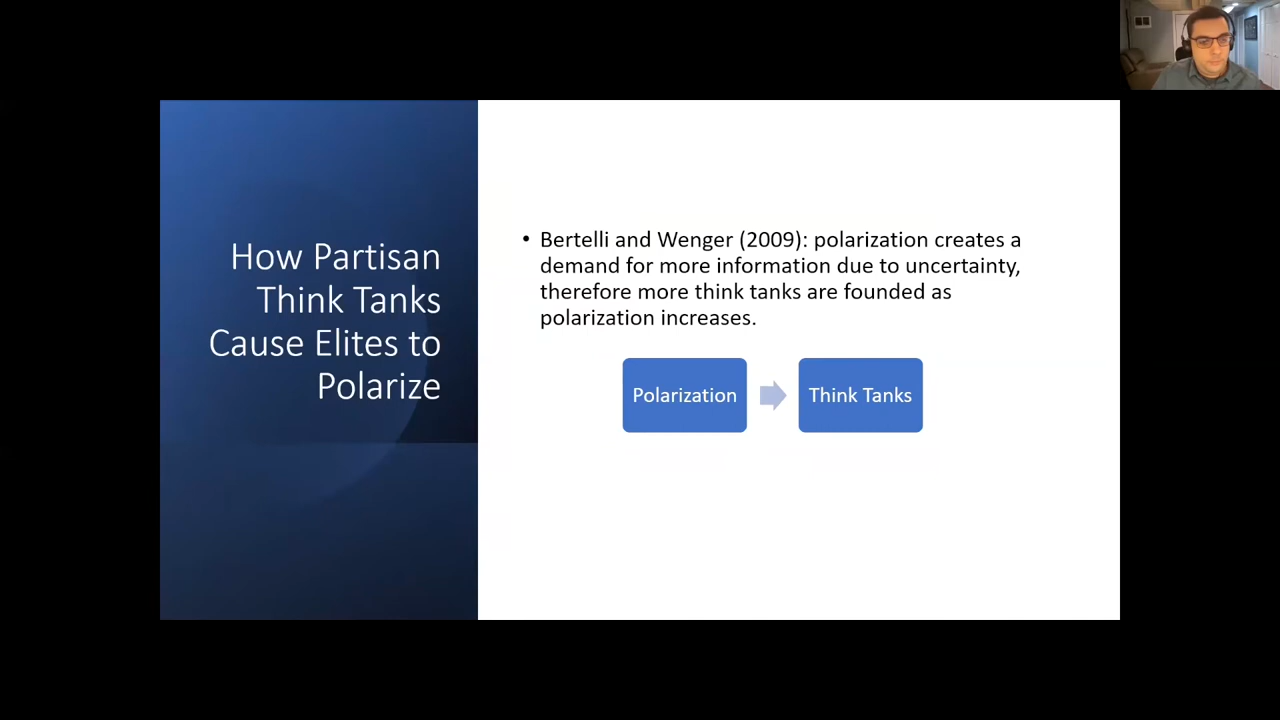 How Partisan
Think Tanks
Cause Elites to
Polarize
• Bertelli and Wenger (2009): polarization creates a
demand for more information due to uncertainty,
therefore more think tanks are founded as
polarization increases.
Polarization
Think Tanks